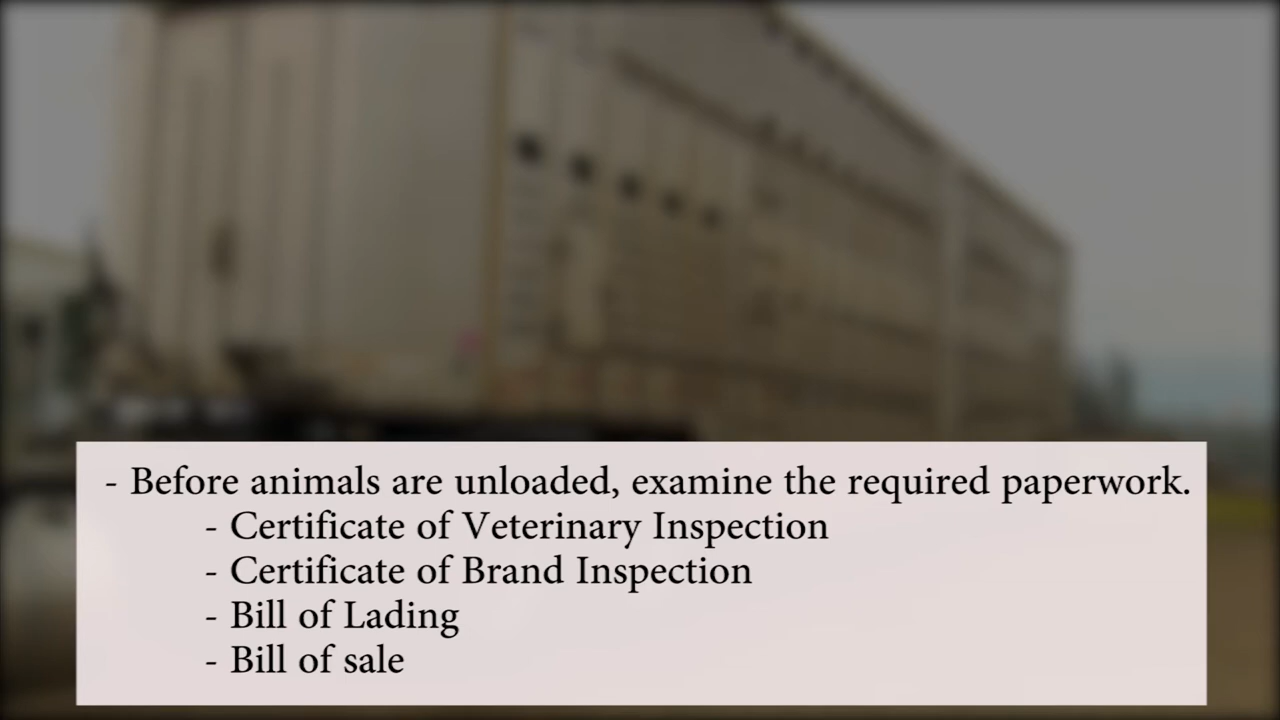 - Before animals are unloaded, examine the required paperwork.
- Certificate of Veterinary Inspection
- Certificate of Brand Inspection
- Bill of Lading
- Bill of sale